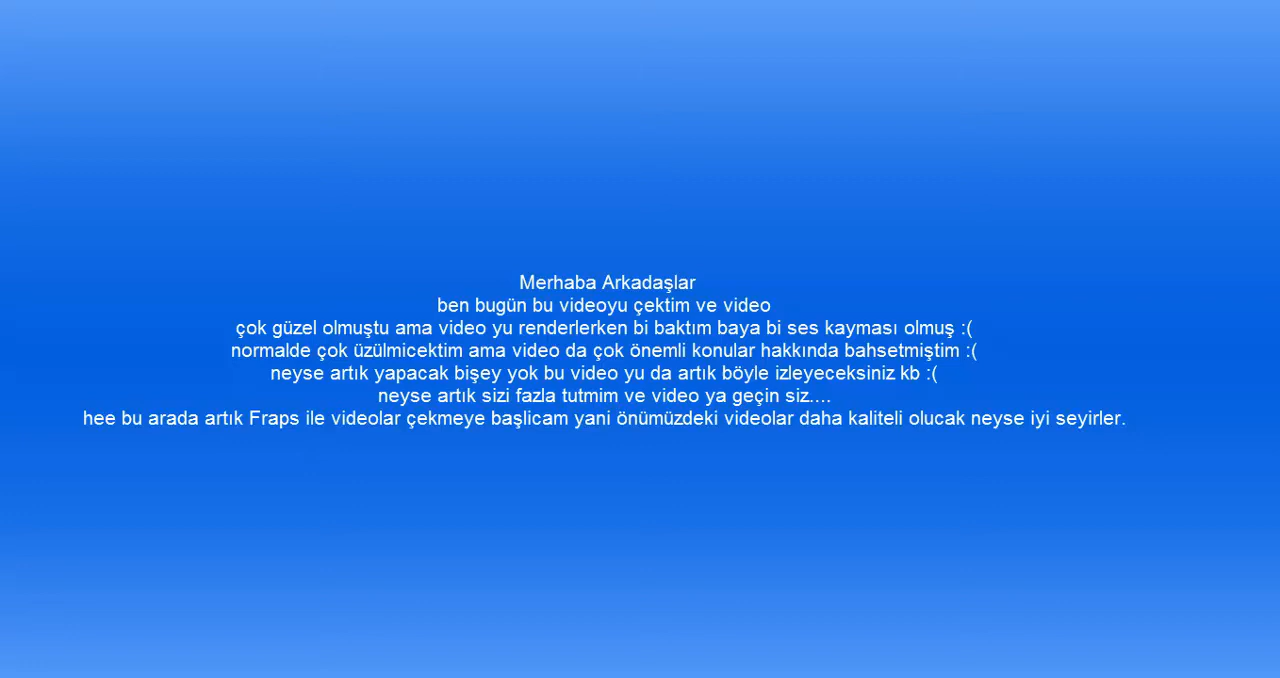 Merhaba Arkadaşlar
ben bugün bu videoyu çektim ve video
çok güzel olmuştu ama video yu renderlerken bi baktım baya bi ses kayması olmuş :(
normalde çok üzülmicektim ama video da çok önemli konular hakkında bahsetmiştim :(
neyse artık yapacak bişey yok bu video yu da artık böyle izleyeceksiniz kb :(
neyse artık sizi fazla tutmim ve video ya geçin siz....
hee bu arada artık Fraps ile videolar çekmeye başlicam yani önümüzdeki videolar daha kaliteli olucak neyse iyi seyirler.